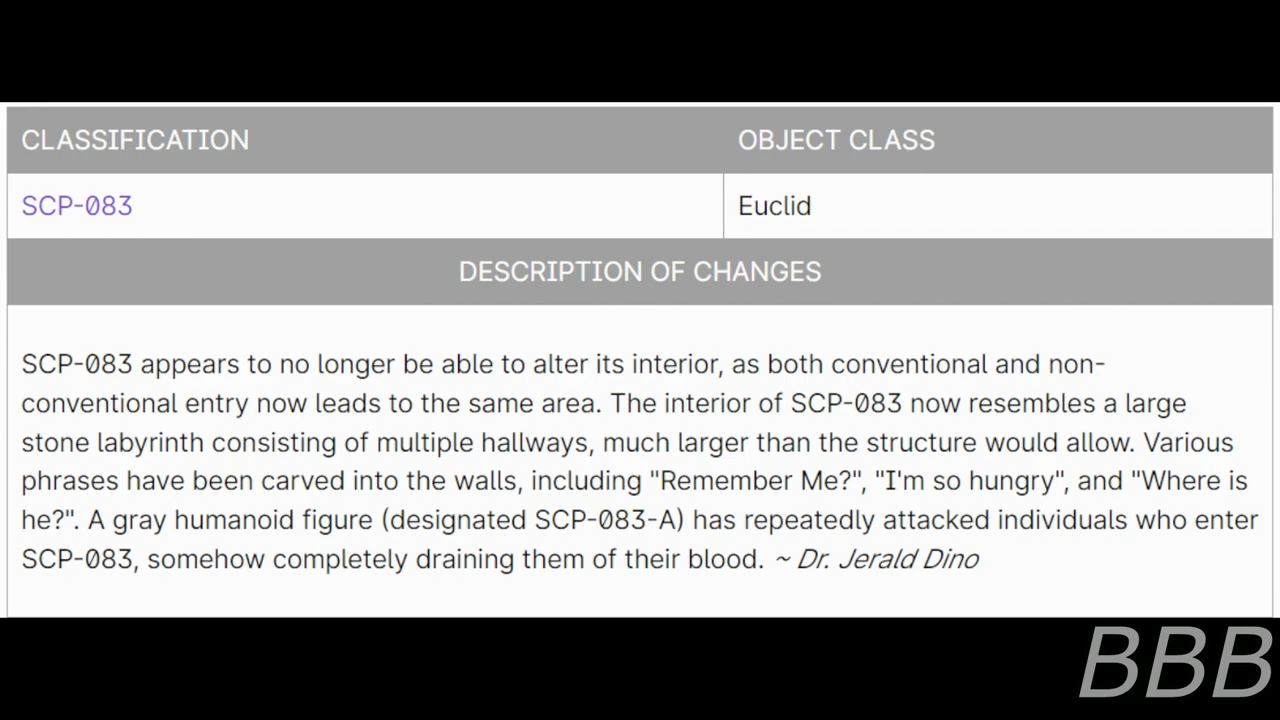 CLASSIFICATION
OBJECT CLASS
SCP-083
Euclid
DESCRIPTION OF CHANGES
SCP-083 appears to no longer be able to alter its interior, as both conventional and non-
conventional entry now leads to the same area. The interior of SCP-083 now resembles a large
stone labyrinth consisting of multiple hallways, much larger than the structure would allow. Various
phrases have been carved into the walls, including "Remember Me?", "I'm so hungry", and "Where is
he?". A gray humanoid figure (designated SCP-083-A) has repeatedly attacked individuals who enter
SCP-083, somehow completely draining them of their blood. ~ Dr. Jerald Dino
BBB